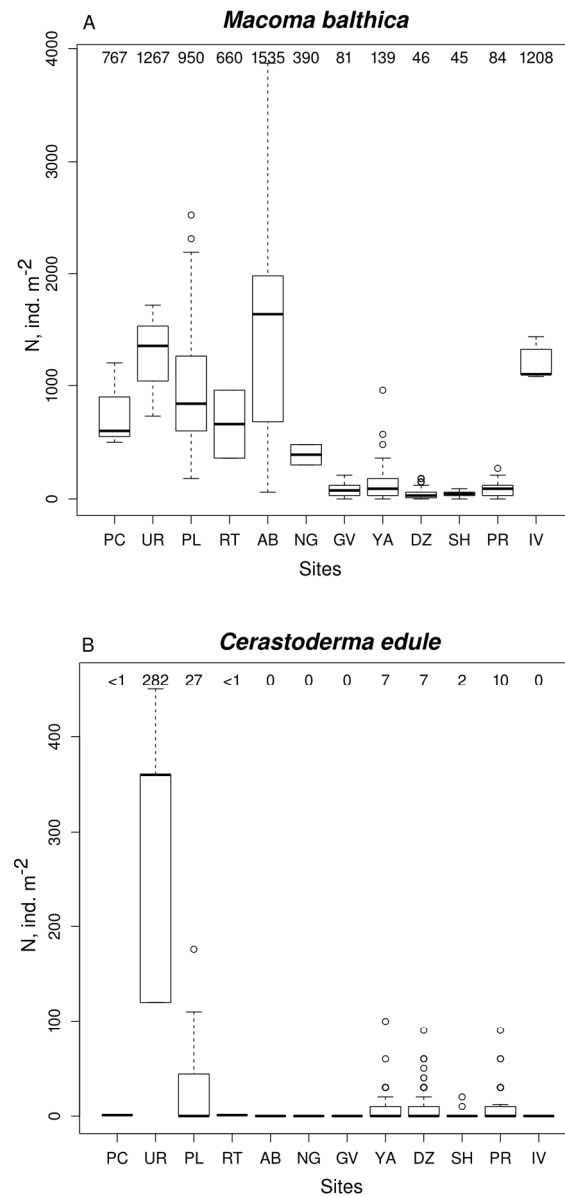 A
Macoma balthica
767 1267 950 660 1535 390 81 139 46 45 84 1208
4000
3000
2000
1000
0
N, ind. m-2
PC UR PL RT AB NG GV YA DZ SH PR IV
Sites
B
Cerastoderma edule
<1 282 27 <1 0 0 0 7 7 2 10 0
400
300
200
100
0
N, ind. m-2
PC UR PL RT AB NG GV YA DZ SH PR IV
Sites